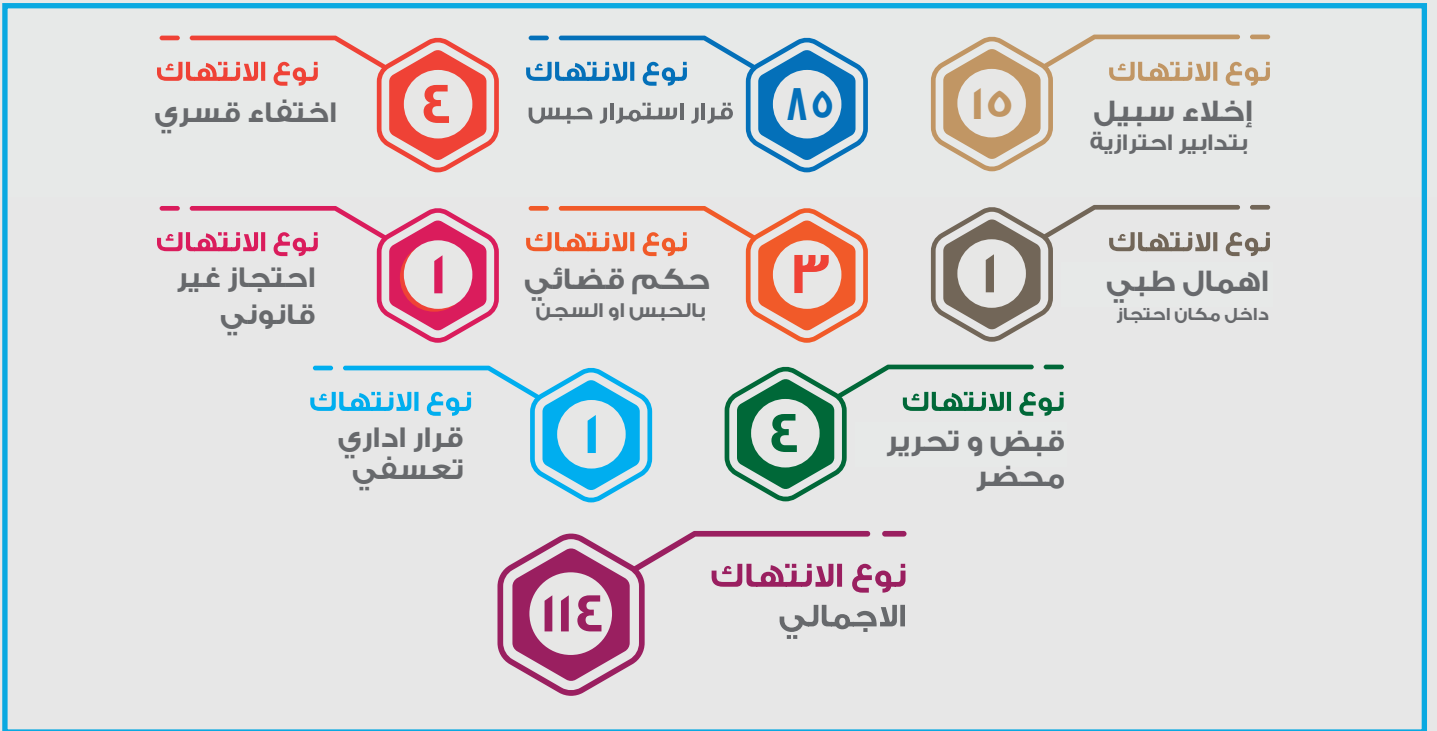 نوع الانتهاك
إخلاء سبيل
بتدابير احترازية
١٥
نوع الانتهاك
قرار استمرار حبس
٨٥
نوع الانتهاك
اختفاء قسري
٤
نوع الانتهاك
اهمال طبي
داخل مكان احتجاز
١
نوع الانتهاك
حكم قضائي
بالحبس او السجن
٣
نوع الانتهاك
احتجاز غير
قانوني
١
نوع الانتهاك
قبض و تحرير
محضر
٤
نوع الانتهاك
قرار اداري
تعسفي
١
نوع الانتهاك
الاجمالي
١١٤